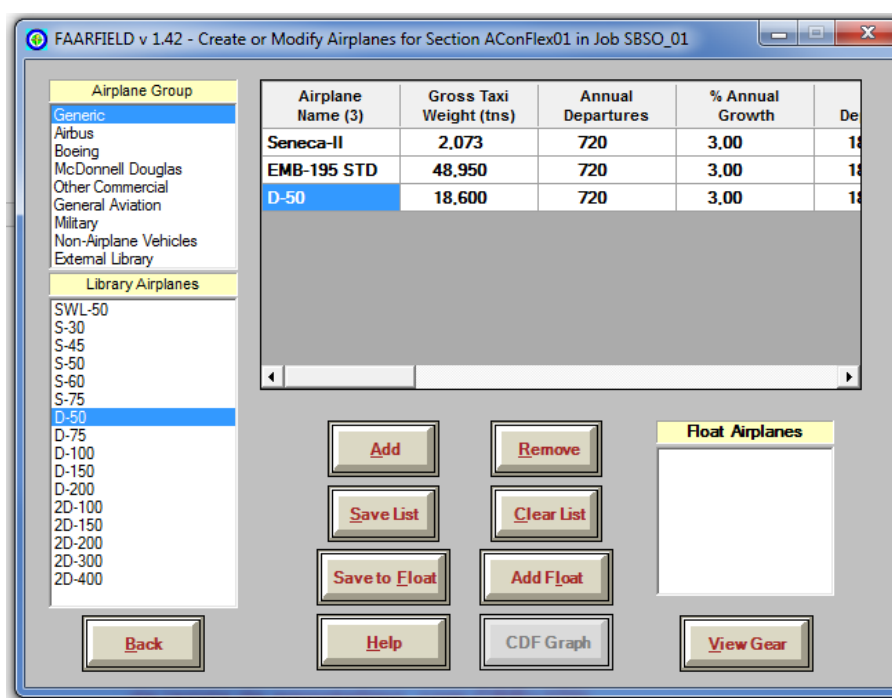 FAARFIELD v 1.42 - Create or Modify Airplanes for Section AConFlex01 in Job SBSO_01
Airplane Group
Generic
Airbus
Boeing
McDonnell Douglas
Other Commercial
General Aviation
Military
Non-Airplane Vehicles
External Library
Library Airplanes
SWL-50
S-30
S-45
S-50
S-60
S-75
D-50
D-75
D-100
D-150
D-200
2D-100
2D-150
2D-200
2D-300
2D-400
Airplane Gross Taxi Annual % Annual
Name (3) Weight (tns) Departures Growth De
Seneca-II 2,073 720 3,00 18
EMB-195 STD 48,950 720 3,00 18
D-50 18,600 720 3,00 18
Add Remove
Save List Clear List
Save to Float Add Float
Float Airplanes
Back Help CDF Graph View Gear